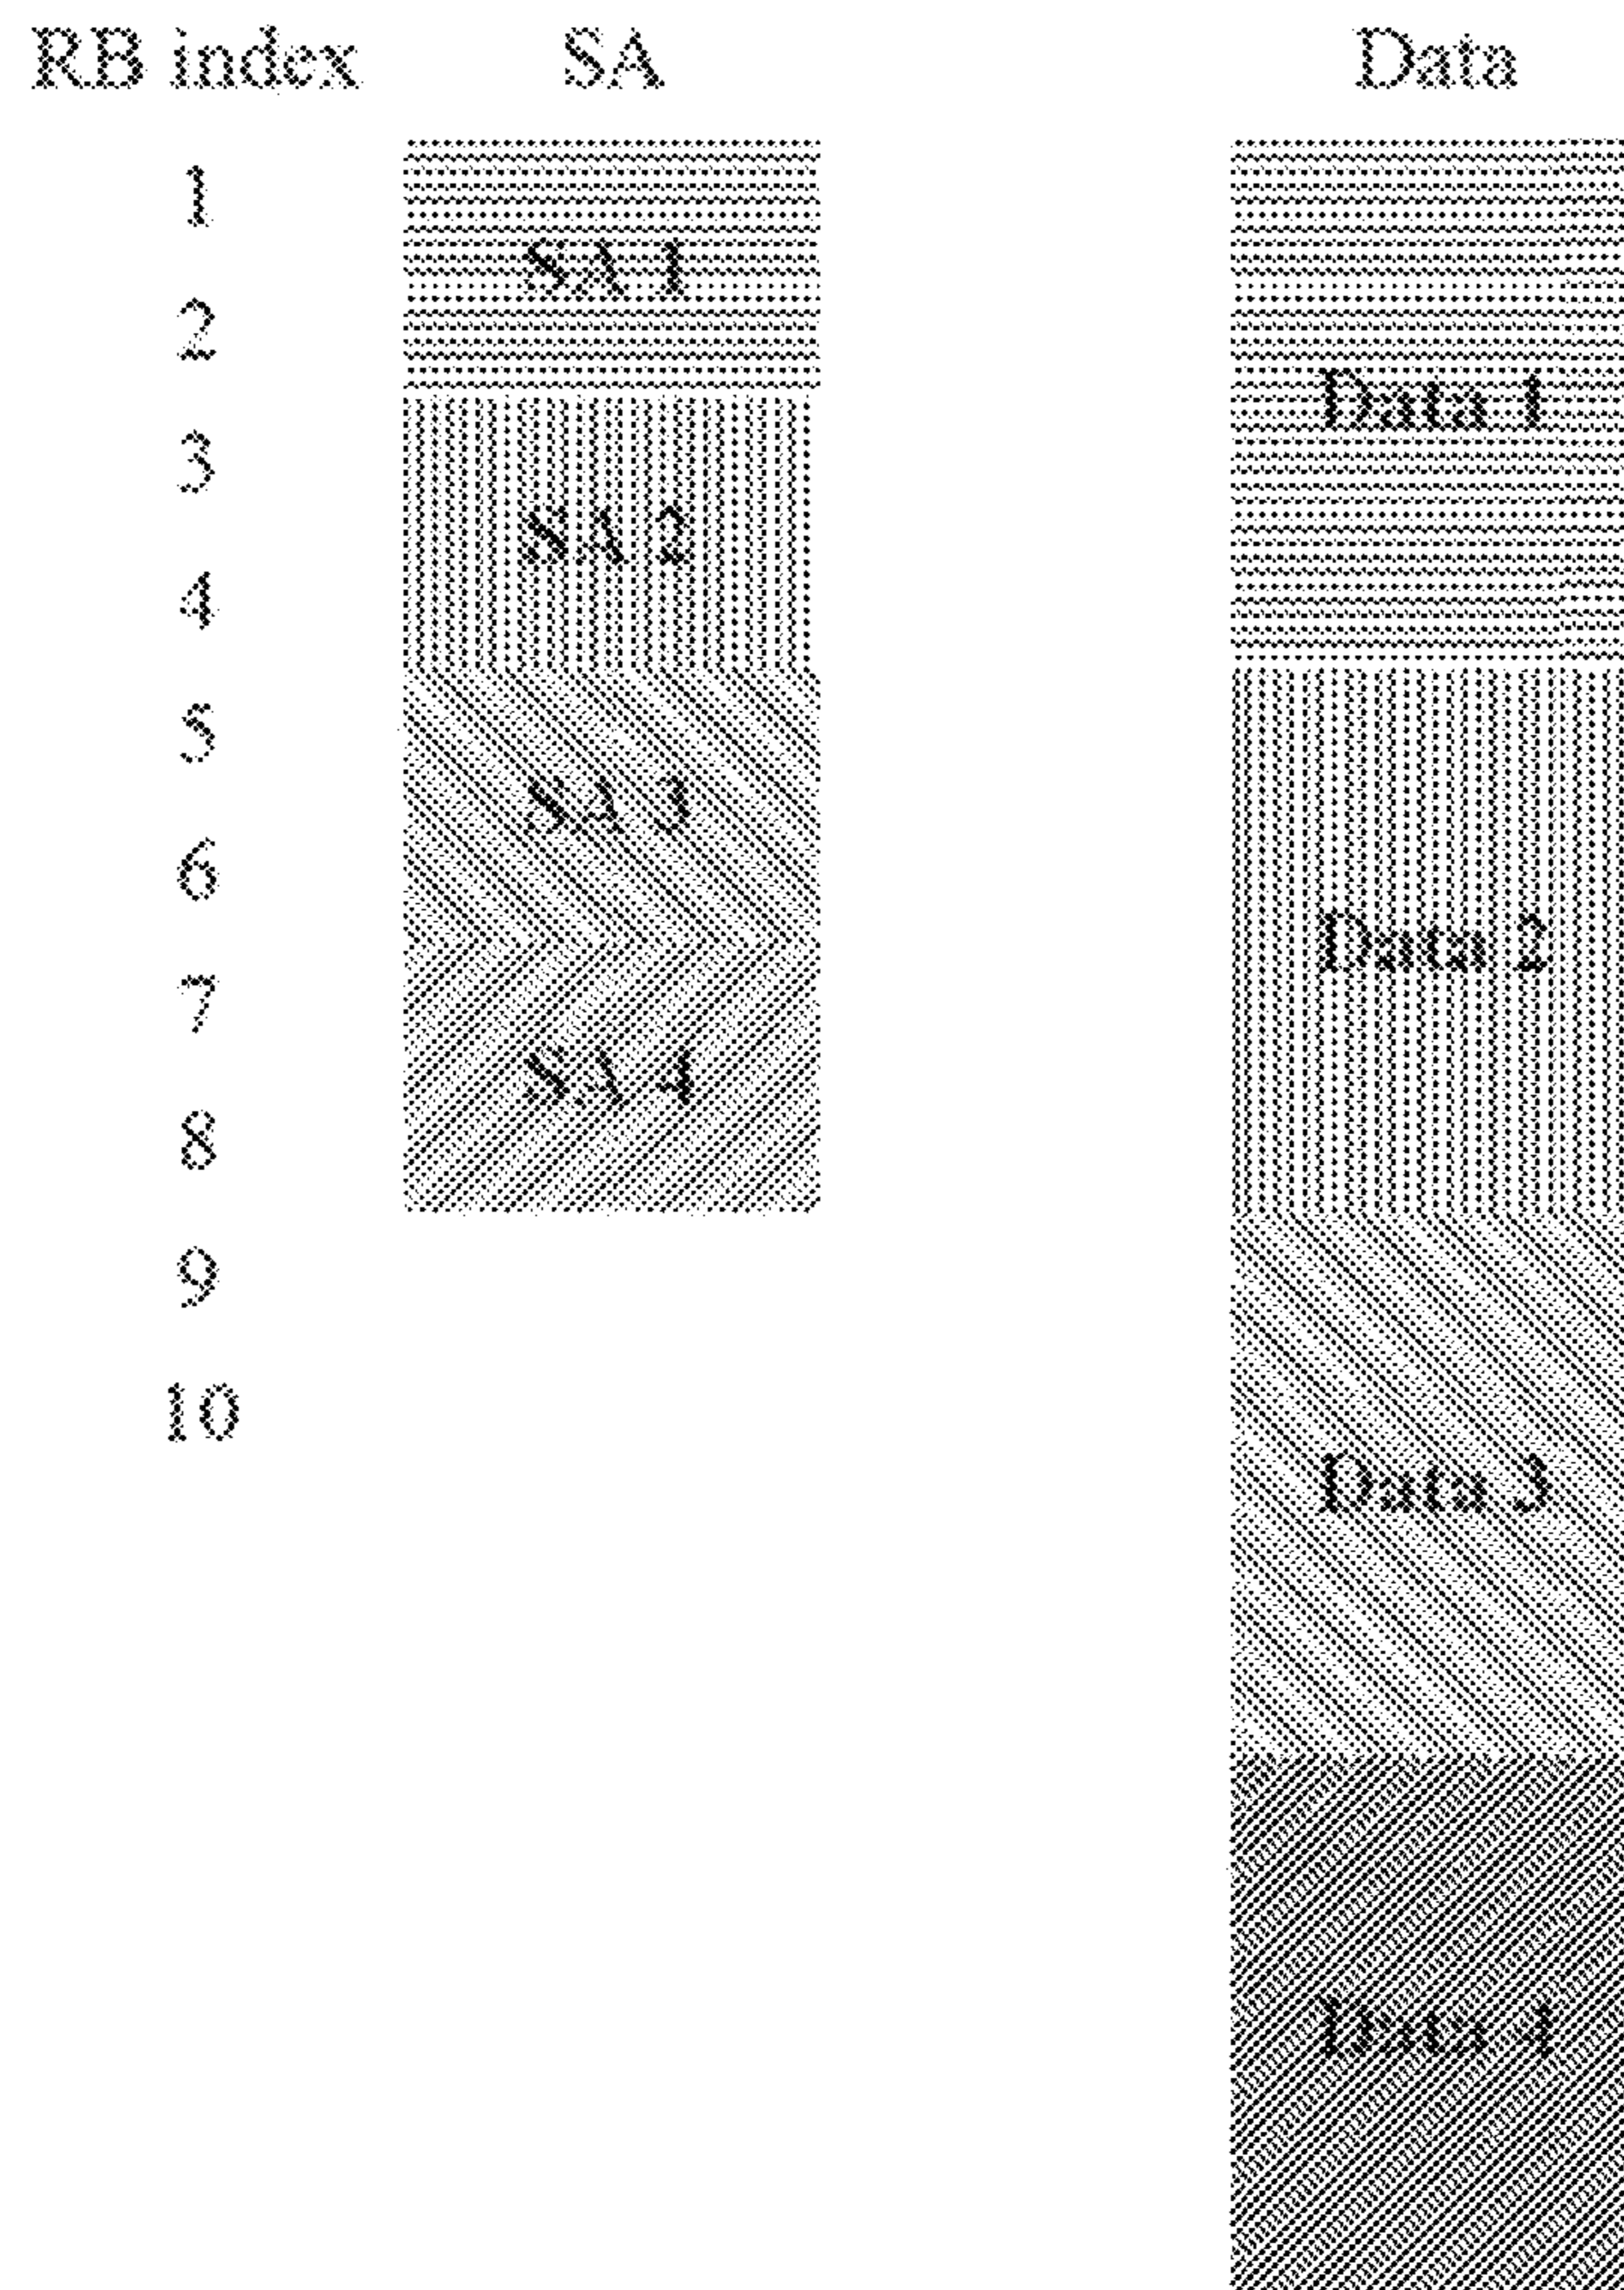 RB index SA Data
1
SA 1
2
Data 1
3
SA 2
4
5
SA 3
6
Data 2
7
SA 4
8
9
10
Data 3
Data 4